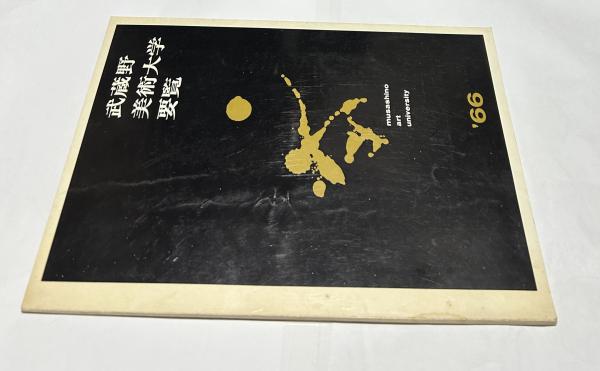 武蔵野
美術大学
要覧
musashino
art
university
'66